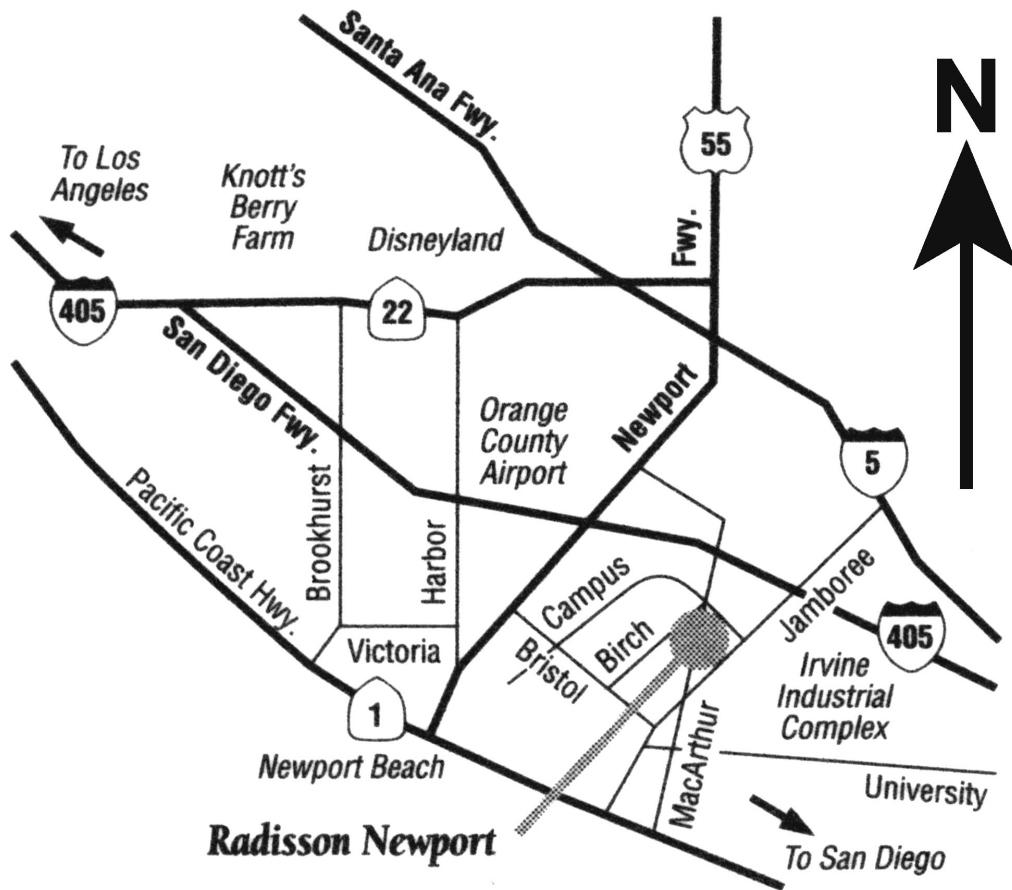 Santa Ana Fwy.
N
55
To Los
Angeles
Knott's
Berry
Farm
Disneyland
Fwy.
405
22
San Diego Fwy.
Newport
Orange
County
Airport
5
Pacific Coast Hwy.
Brookhurst
Harbor
Campus
Jamboree
405
Birch
Victoria
Bristol
Irvine
Industrial
Complex
1
MacArthur
Newport Beach
University
Radisson Newport
To San Diego